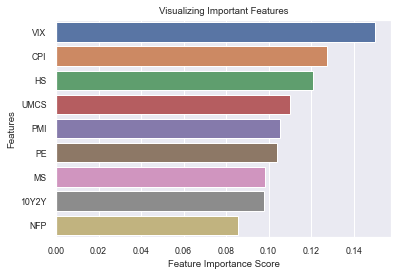 Visualizing Important Features
VIX
CPI
HS
UMCS
PMI
PE
MS
10Y2Y
NFP
Features
0.00 0.02 0.04 0.06 0.08 0.10 0.12 0.14
Feature Importance Score